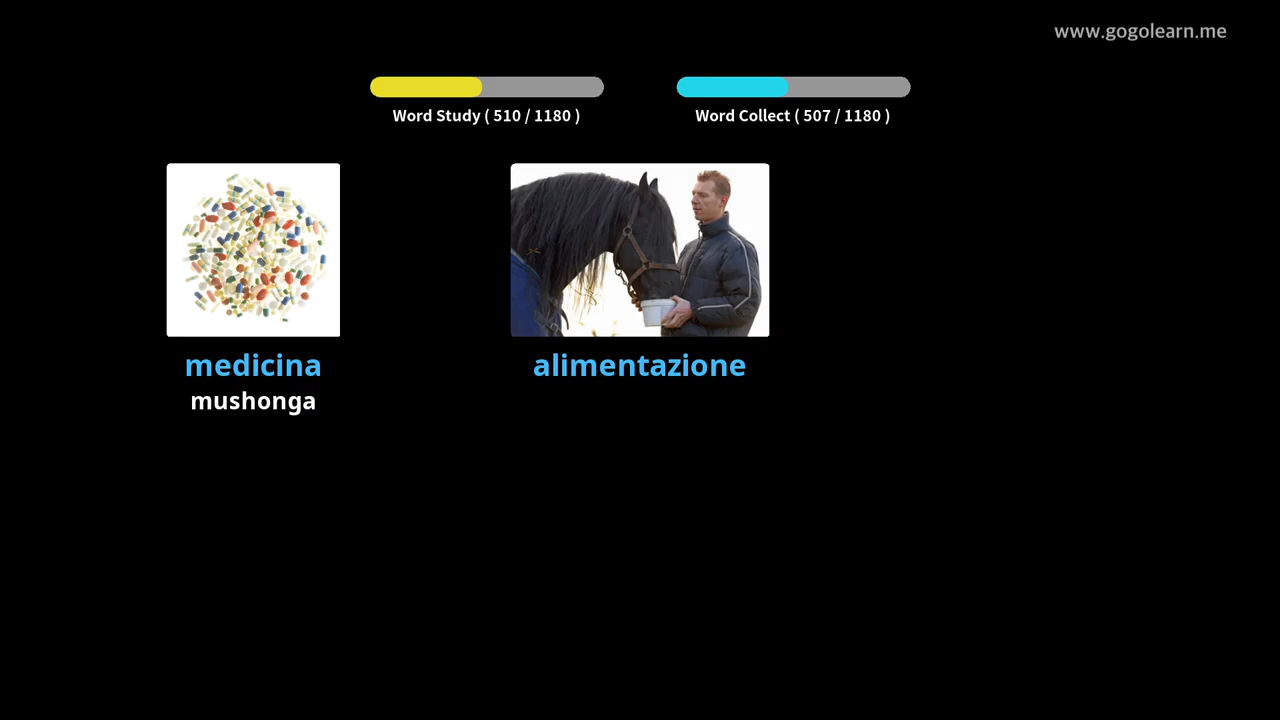 www.gogolearn.me
Word Study ( 510 / 1180 )
Word Collect ( 507 / 1180 )
medicina
mushonga
alimentazione